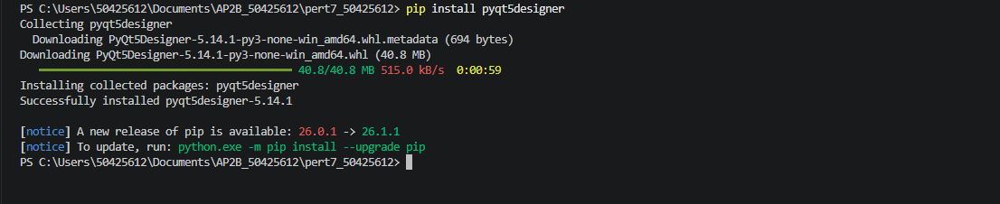 PS C:\Users\50425612\Documents\AP2B_50425612\pert7_50425612> pip install pyqt5designer
Collecting pyqt5designer
  Downloading PyQt5Designer-5.14.1-py3-none-win_amd64.whl.metadata (694 bytes)
Downloading PyQt5Designer-5.14.1-py3-none-win_amd64.whl (40.8 MB)
40.8/40.8 MB 515.0 kB/s  0:00:59
Installing collected packages: pyqt5designer
Successfully installed pyqt5designer-5.14.1
[notice] A new release of pip is available: 26.0.1 -> 26.1.1
[notice] To update, run: python.exe -m pip install --upgrade pip
PS C:\Users\50425612\Documents\AP2B_50425612\pert7_50425612>